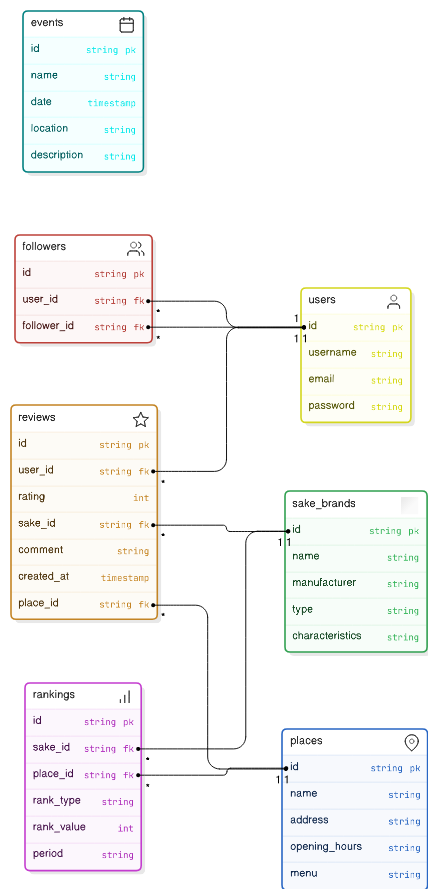 events
id string pk
name string
date timestamp
location string
description string
followers
id string pk
user_id string fk
follower_id string fk
*
*
users
id string pk
username string
email string
password string
1
1 1
reviews
id string pk
user_id string fk
rating int
sake_id string fk
comment string
created_at timestamp
place_id string fk
*
*
*
sake_brands
id string pk
name string
manufacturer string
type string
characteristics string
1 1
rankings
id string pk
sake_id string fk
place_id string fk
rank_type string
rank_value int
period string
*
*
places
id string pk
name string
address string
opening_hours string
menu string
1 1